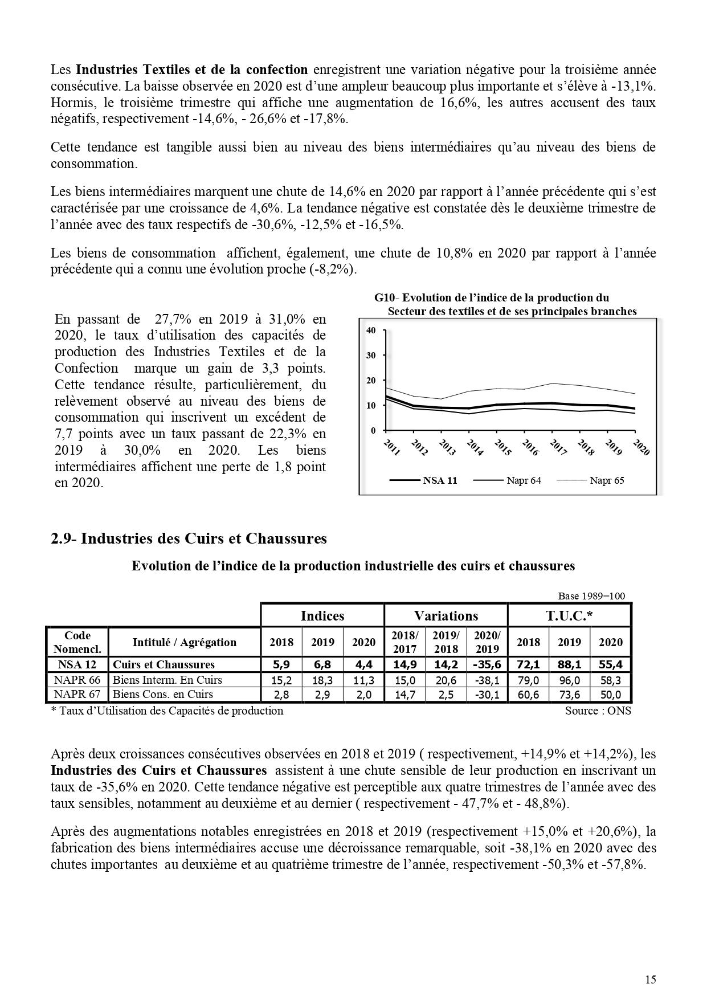 Les Industries Textiles et de la confection enregistrent une variation négative pour la troisième année
consécutive. La baisse observée en 2020 est d’une ampleur beaucoup plus importante et s’élève à -13,1%.
Hormis, le troisième trimestre qui affiche une augmentation de 16,6%, les autres accusent des taux
négatifs, respectivement -14,6%, - 26,6% et -17,8%.
Cette tendance est tangible aussi bien au niveau des biens intermédiaires qu’au niveau des biens de
consommation.
Les biens intermédiaires marquent une chute de 14,6% en 2020 par rapport à l’année précédente qui s’est
caractérisée par une croissance de 4,6%. La tendance négative est constatée dès le deuxième trimestre de
l’année avec des taux respectifs de -30,6%, -12,5% et -16,5%.
Les biens de consommation affichent, également, une chute de 10,8% en 2020 par rapport à l’année
précédente qui a connu une évolution proche (-8,2%).
En passant de 27,7% en 2019 à 31,0% en
2020, le taux d’utilisation des capacités de
production des Industries Textiles et de la
Confection marque un gain de 3,3 points.
Cette tendance résulte, particulièrement, du
relèvement observé au niveau des biens de
consommation qui inscrivent un excédent de
7,7 points avec un taux passant de 22,3% en
2019 à 30,0% en 2020. Les biens
intermédiaires affichent une perte de 1,8 point
en 2020.
G10- Evolution de l’indice de la production du
Secteur des textiles et de ses principales branches
40
30
20
10
0
2011 2012 2013 2014 2015 2016 2017 2018 2019 2020
NSA 11 Napr 64 Napr 65
2.9- Industries des Cuirs et Chaussures
Evolution de l’indice de la production industrielle des cuirs et chaussures
Base 1989=100
Indices Variations T.U.C.*
Code Nomencl. Intitulé / Agrégation 2018 2019 2020 2018/2017 2019/2018 2020/2019 2018 2019 2020
NSA 12 Cuirs et Chaussures 5,9 6,8 4,4 14,9 14,2 -35,6 72,1 88,1 55,4
NAPR 66 Biens Interm. En Cuirs 15,2 18,3 11,3 15,0 20,6 -38,1 79,0 96,0 58,3
NAPR 67 Biens Cons. en Cuirs 2,8 2,9 2,0 14,7 2,5 -30,1 60,6 73,6 50,0
* Taux d’Utilisation des Capacités de production Source : ONS
Après deux croissances consécutives observées en 2018 et 2019 ( respectivement, +14,9% et +14,2%), les
Industries des Cuirs et Chaussures assistent à une chute sensible de leur production en inscrivant un
taux de -35,6% en 2020. Cette tendance négative est perceptible aux quatre trimestres de l’année avec des
taux sensibles, notamment au deuxième et au dernier ( respectivement - 47,7% et - 48,8%).
Après des augmentations notables enregistrées en 2018 et 2019 (respectivement +15,0% et +20,6%), la
fabrication des biens intermédiaires accuse une décroissance remarquable, soit -38,1% en 2020 avec des
chutes importantes au deuxième et au quatrième trimestre de l’année, respectivement -50,3% et -57,8%.
15